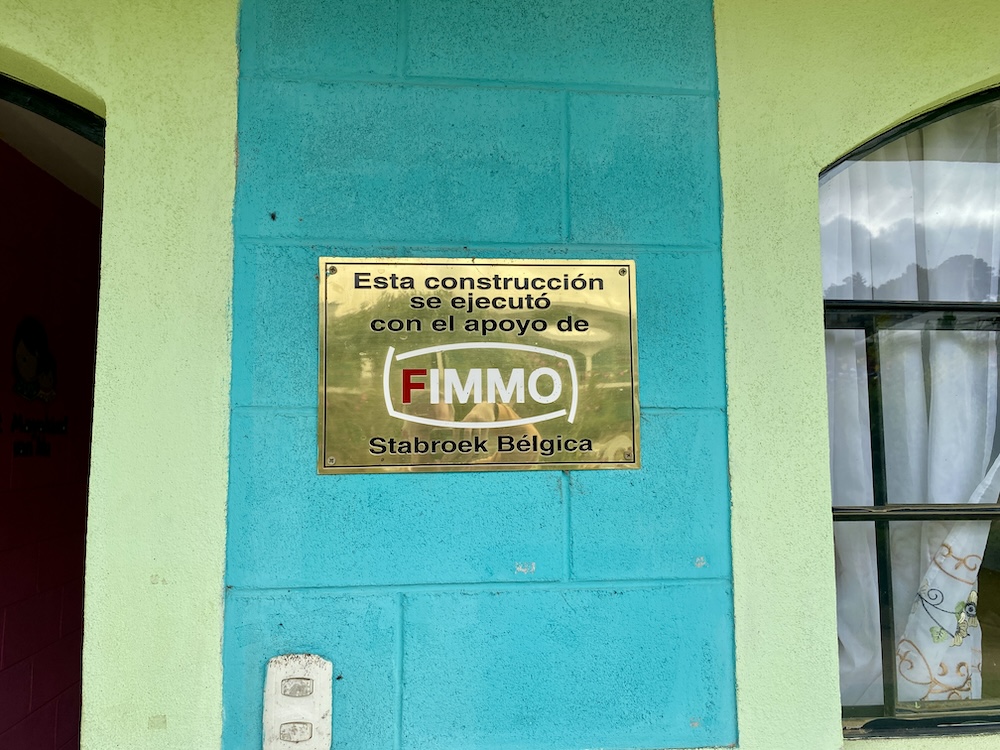 Esta construcción
se ejecutó
con el apoyo de
FIMMO
Stabroek Bélgica